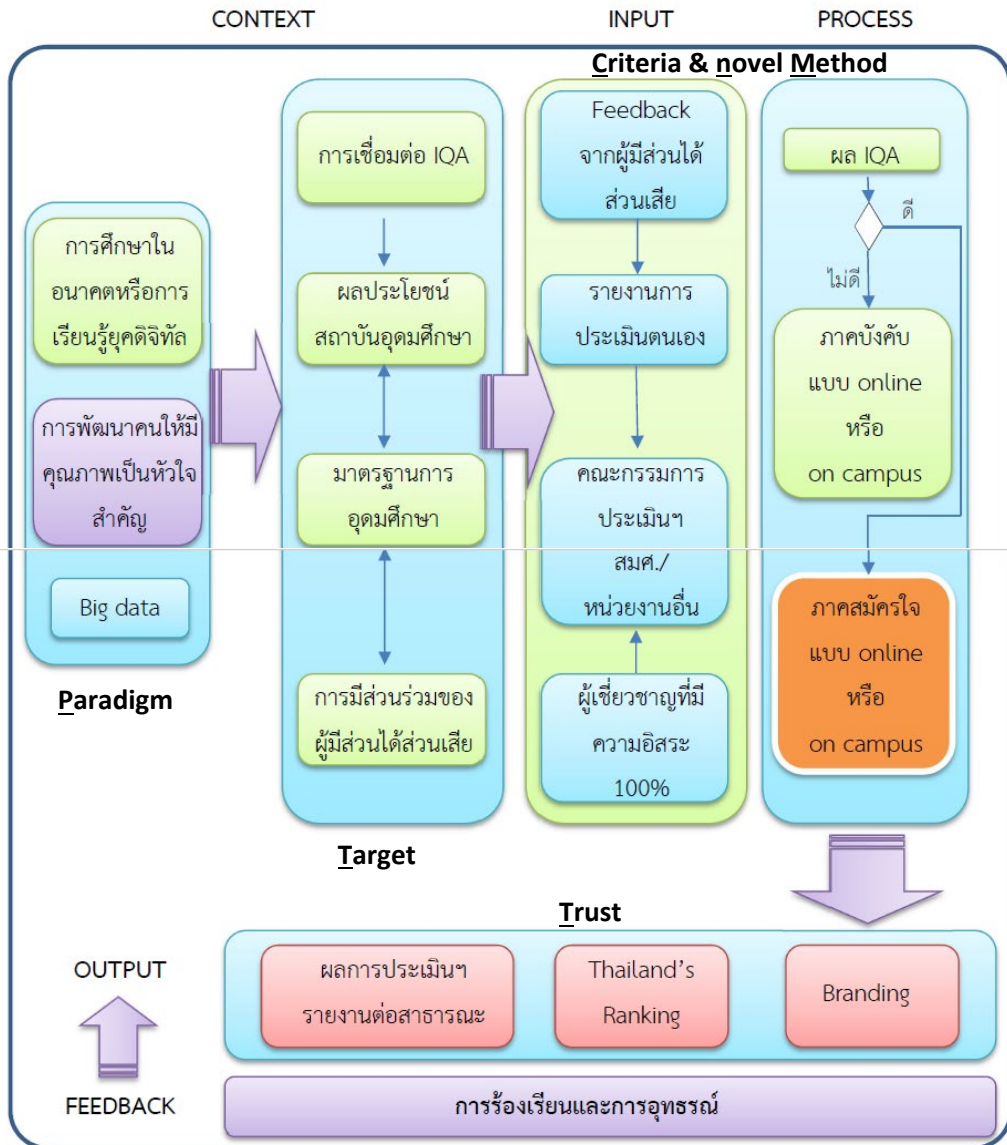 CONTEXT
INPUT
PROCESS
Criteria & novel Method
การศึกษาใน
อนาคตหรือการ
เรียนรู้ยุคดิจิทัล
การพัฒนาคนให้มี
คุณภาพเป็นหัวใจ
สำคัญ
Big data
Paradigm
การเชื่อมต่อ IQA
ผลประโยชน์
สถาบันอุดมศึกษา
มาตรฐานการ
อุดมศึกษา
การมีส่วนร่วมของ
ผู้มีส่วนได้ส่วนเสีย
Target
Feedback
จากผู้มีส่วนได้
ส่วนเสีย
รายงานการ
ประเมินตนเอง
คณะกรรมการ
ประเมินฯ
สมศ./
หน่วยงานอื่น
ผู้เชี่ยวชาญที่มี
ความอิสระ
100%
ผล IQA
ดี
ไม่ดี
ภาคบังคับ
แบบ online
หรือ
on campus
ภาคสมัครใจ
แบบ online
หรือ
on campus
Trust
OUTPUT
ผลการประเมินฯ
รายงานต่อสาธารณะ
Thailand's
Ranking
Branding
FEEDBACK
การร้องเรียนและการอุทธรณ์